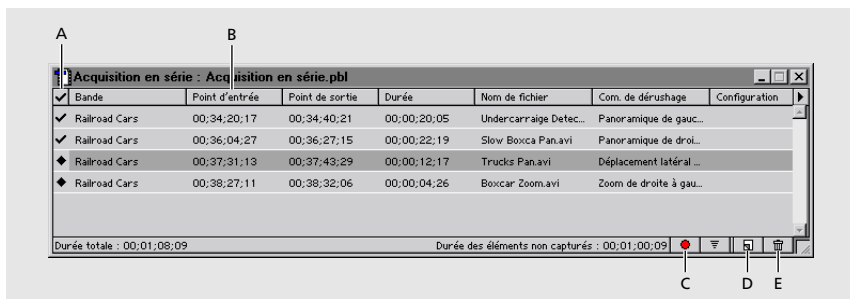 A B
Acquisition en série : Acquisition en série.pbl
Bande Point d'entrée Point de sortie Durée Nom de fichier Com. de dérushage Configuration
Railroad Cars 00;34;20;17 00;34;40;21 00;00;20;05 Undercarraige Detec... Panoramique de gauc...
Railroad Cars 00;36;04;27 00;36;27;15 00;00;22;19 Slow Boxca Pan.avi Panoramique de droi...
Railroad Cars 00;37;31;13 00;37;43;29 00;00;12;17 Trucks Pan.avi Déplacement latéral ...
Railroad Cars 00;38;27;11 00;38;32;06 00;00;04;26 Boxcar Zoom.avi Zoom de droite à gau...
Durée totale : 00;01;08;09 Durée des éléments non capturés : 00;01;00;09
C D E